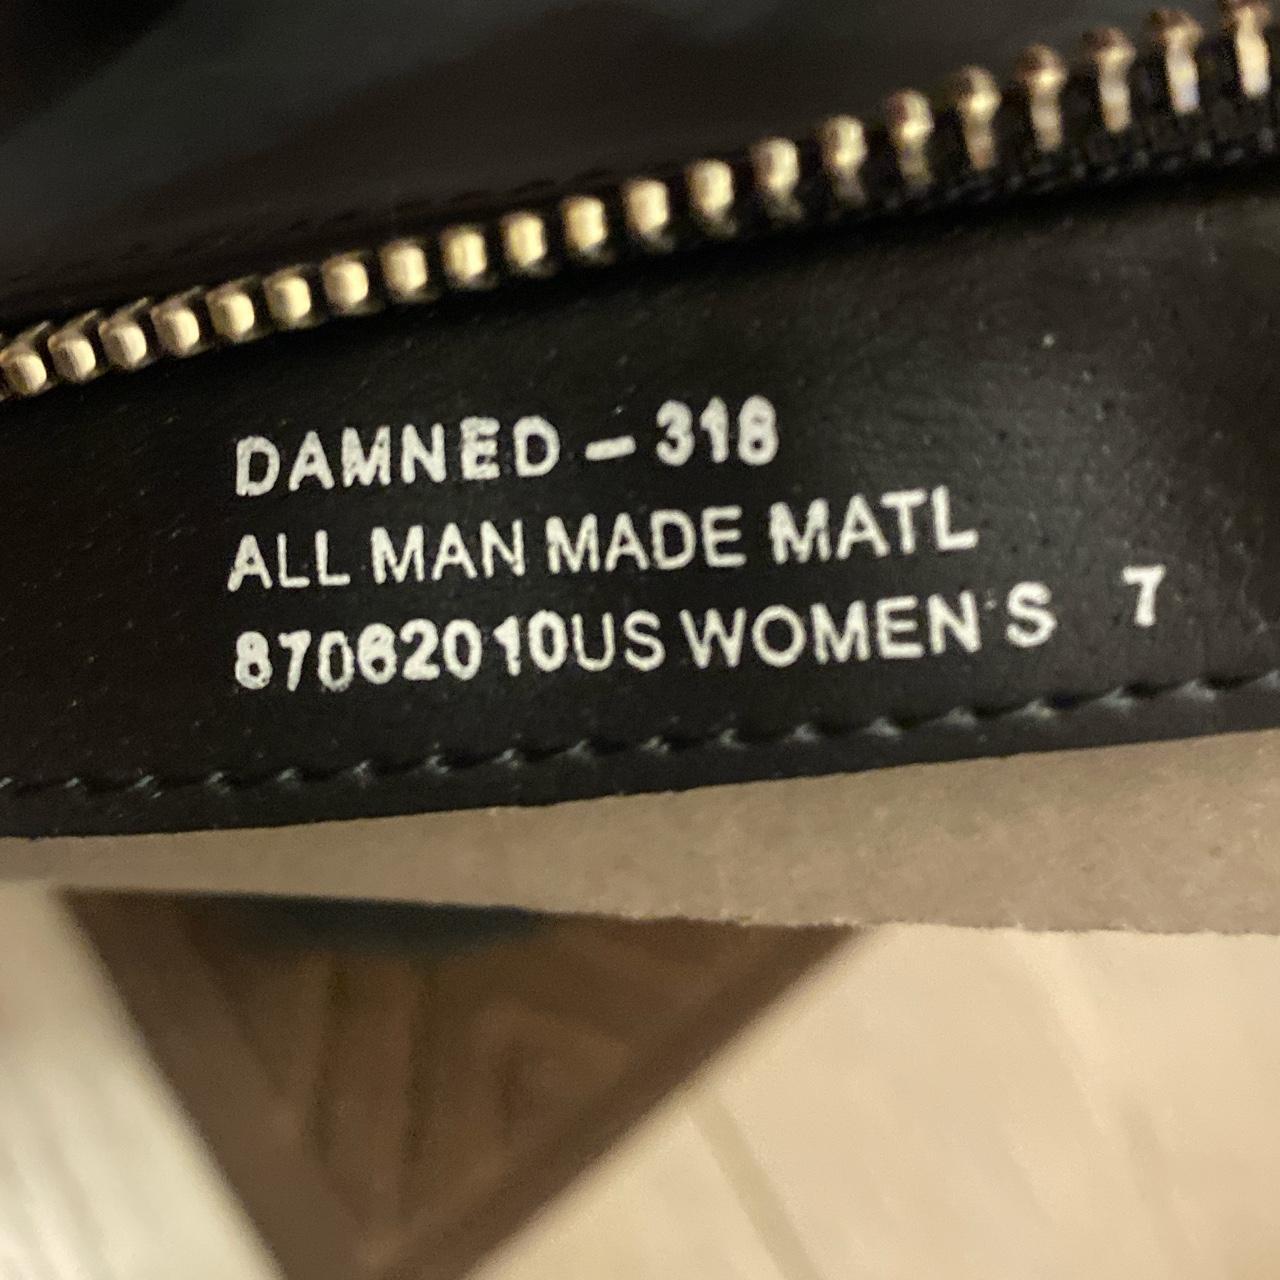 DAMNED - 318
ALL MAN MADE MATL
87062010US WOMEN'S 7